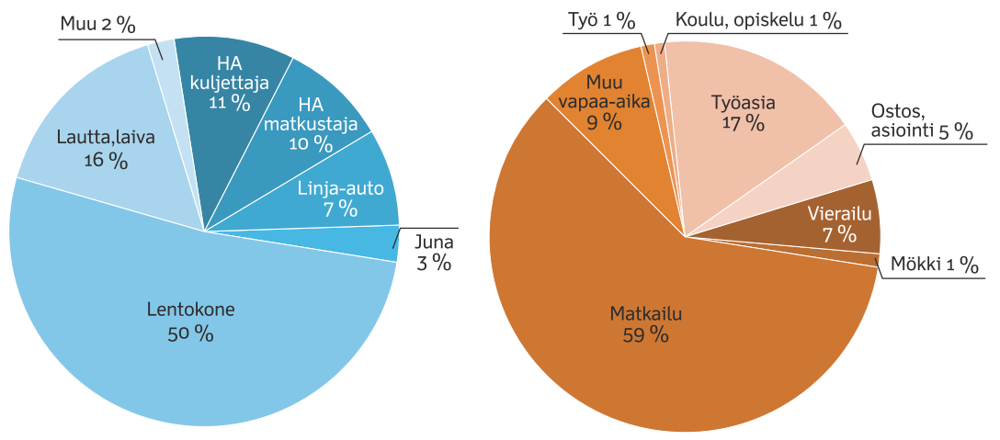 Muu 2 %
HA
kuljettaja
11 %
HA
matkustaja
10 %
Linja-auto
7 %
Juna
3 %
Lentokone
50 %
Lautta,laiva
16 %
Työ 1 %
Koulu, opiskelu 1 %
Työasia
17 %
Ostos,
asiointi 5 %
Vierailu
7 %
Mökki 1 %
Matkailu
59 %
Muu
vapaa-aika
9 %